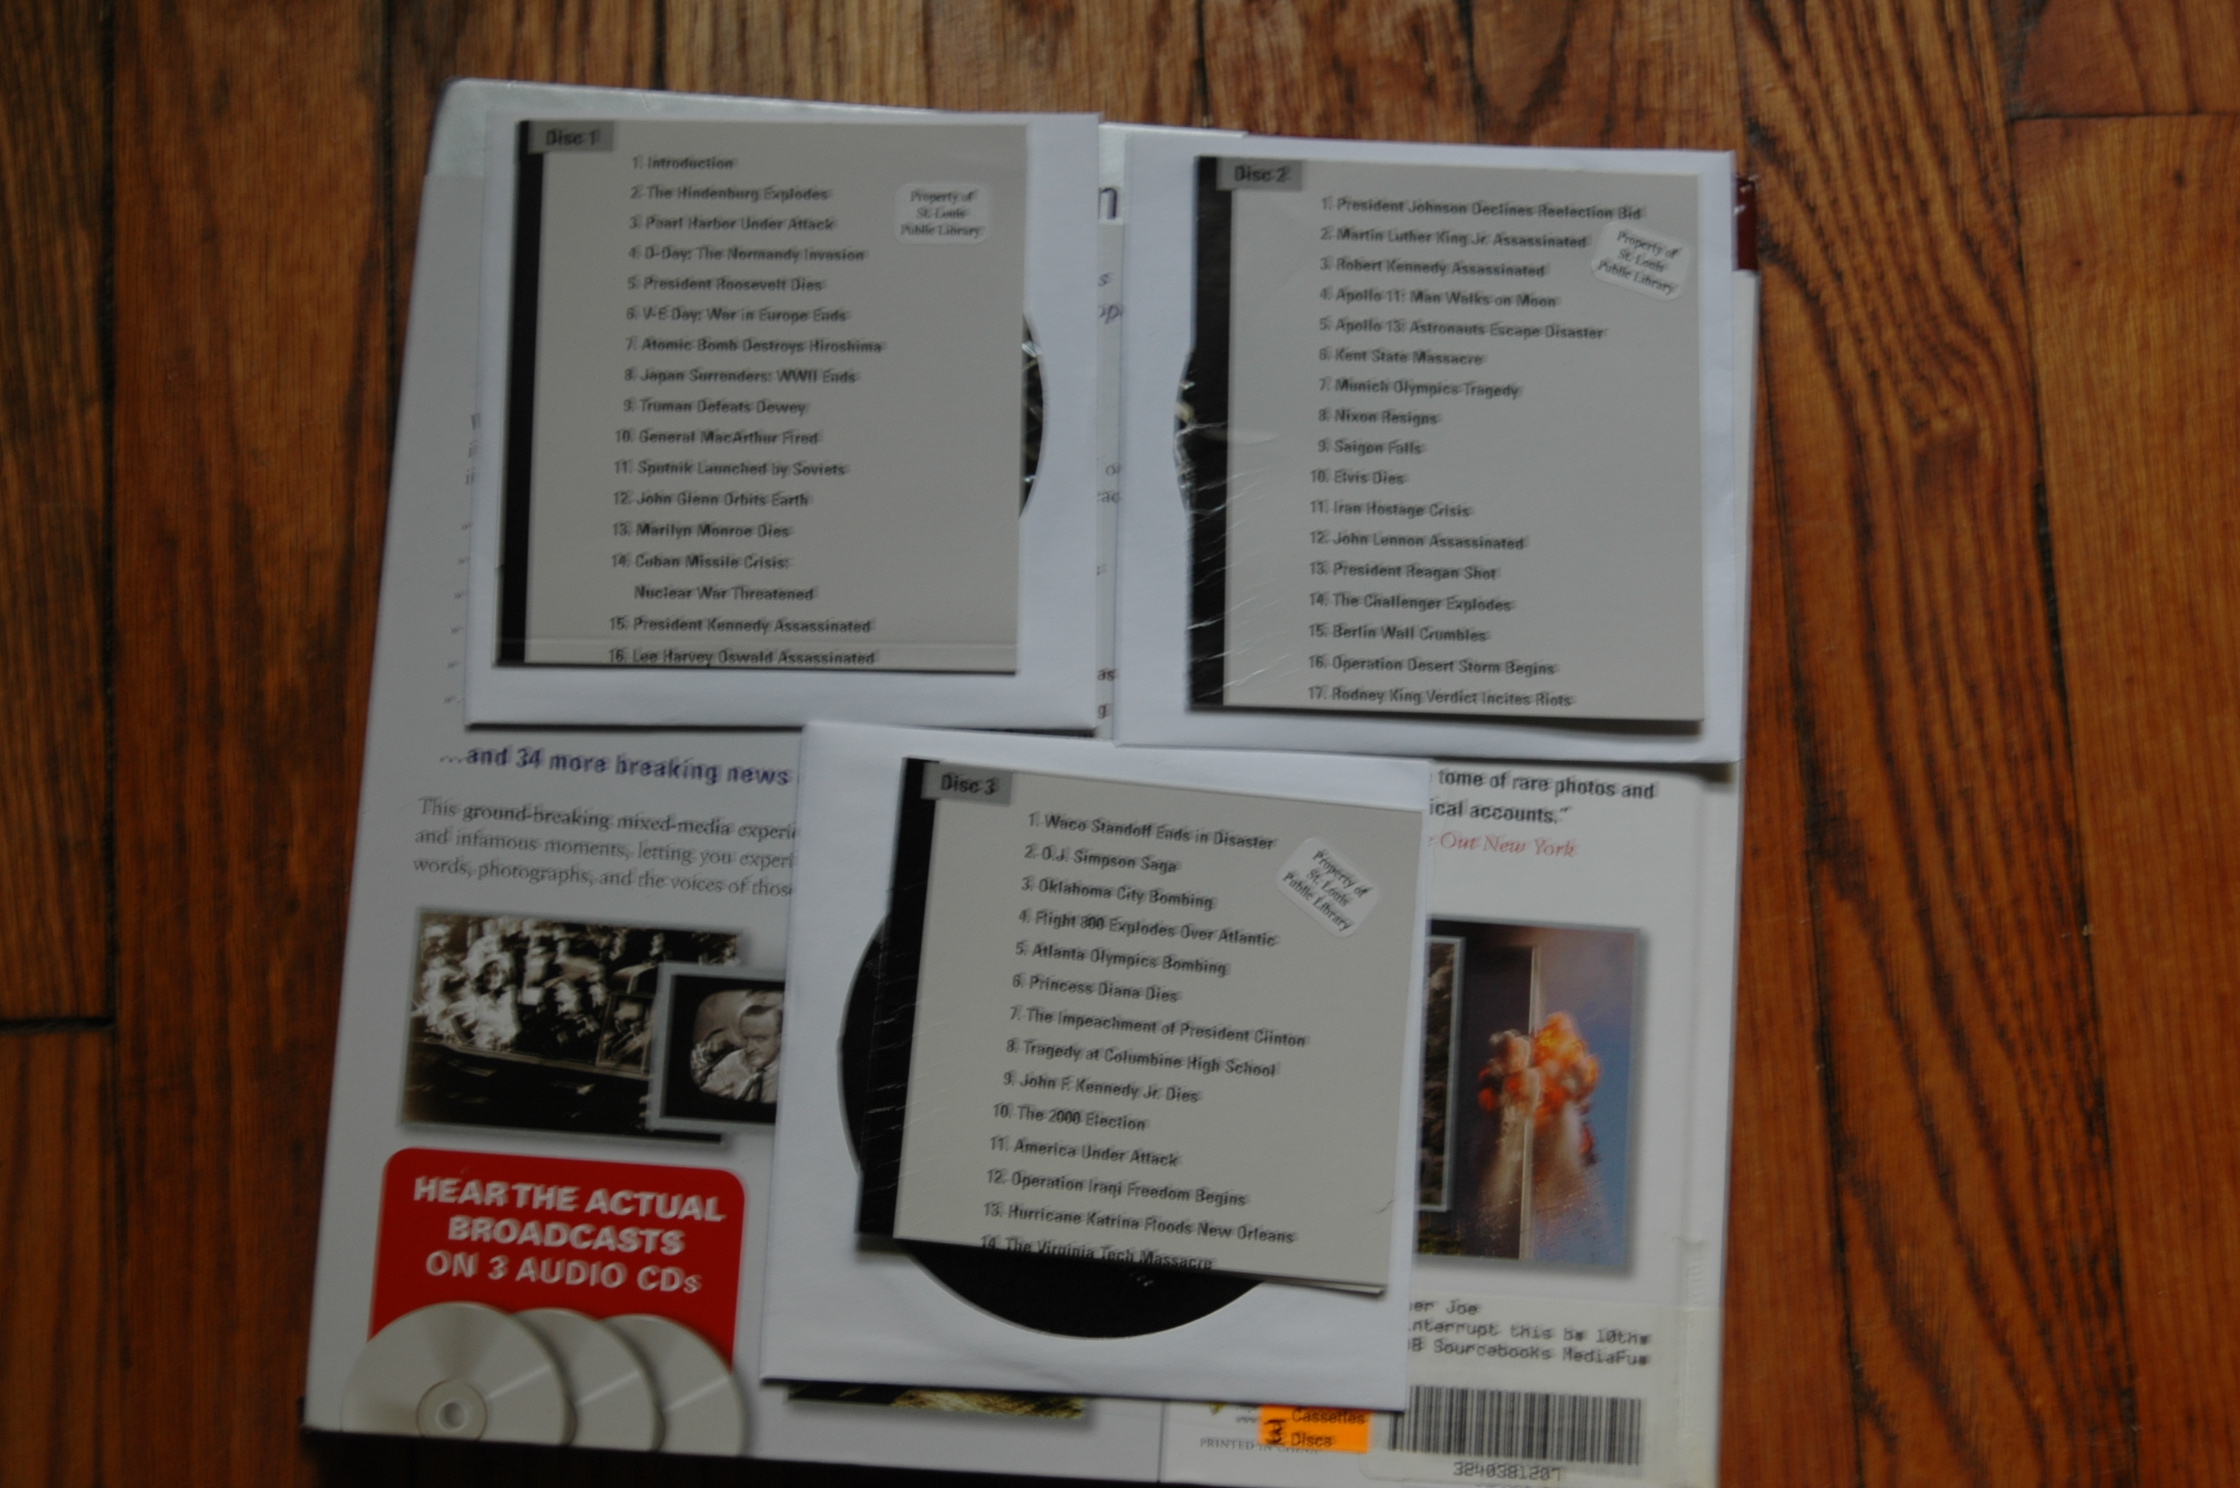 Disc 1
1. Introduction
2. The Hindenburg Explodes
3. Pearl Harbor Under Attack
4. D-Day: The Normandy Invasion
5. President Roosevelt Dies
6. V-E Day: War in Europe Ends
7. Atomic Bomb Destroys Hiroshima
8. Japan Surrenders: WWII Ends
9. Truman Defeats Dewey
10. General MacArthur Fired
11. Sputnik Launched by Soviets
12. John Glenn Orbits Earth
13. Marilyn Monroe Dies
14. Cuban Missile Crisis:
Nuclear War Threatened
15. President Kennedy Assassinated
16. Lee Harvey Oswald Assassinated
Property of
St. Louis
Public Library
Disc 2
1. President Johnson Declines Reelection Bid
2. Martin Luther King Jr. Assassinated
3. Robert Kennedy Assassinated
4. Apollo 11: Man Walks on Moon
5. Apollo 13: Astronauts Escape Disaster
6. Kent State Massacre
7. Munich Olympics Tragedy
8. Nixon Resigns
9. Saigon Falls
10. Elvis Dies
11. Iran Hostage Crisis
12. John Lennon Assassinated
13. President Reagan Shot
14. The Challenger Explodes
15. Berlin Wall Crumbles
16. Operation Desert Storm Begins
17. Rodney King Verdict Incites Riots
Property of
St. Louis
Public Library
Disc 3
1. Waco Standoff Ends in Disaster
2. O.J. Simpson Saga
3. Oklahoma City Bombing
4. Flight 800 Explodes Over Atlantic
5. Atlanta Olympics Bombing
6. Princess Diana Dies
7. The Impeachment of President Clinton
8. Tragedy at Columbine High School
9. John F. Kennedy Jr. Dies
10. The 2000 Election
11. America Under Attack
12. Operation Iraqi Freedom Begins
13. Hurricane Katrina Floods New Orleans
14. The Virginia Tech Massacre
Property of
St. Louis
Public Library
...and 34 more breaking news
This ground-breaking mixed-media experi
and infamous moments, letting you experi
words, photographs, and the voices of thos
tome of rare photos and
ical accounts."
Out New York
HEAR THE ACTUAL
BROADCASTS
ON 3 AUDIO CDs
er Joe
nterrupt this b 10th
B Sourcebooks MediaFu
Cassettes
Discs
PRINTED IN
3240381207